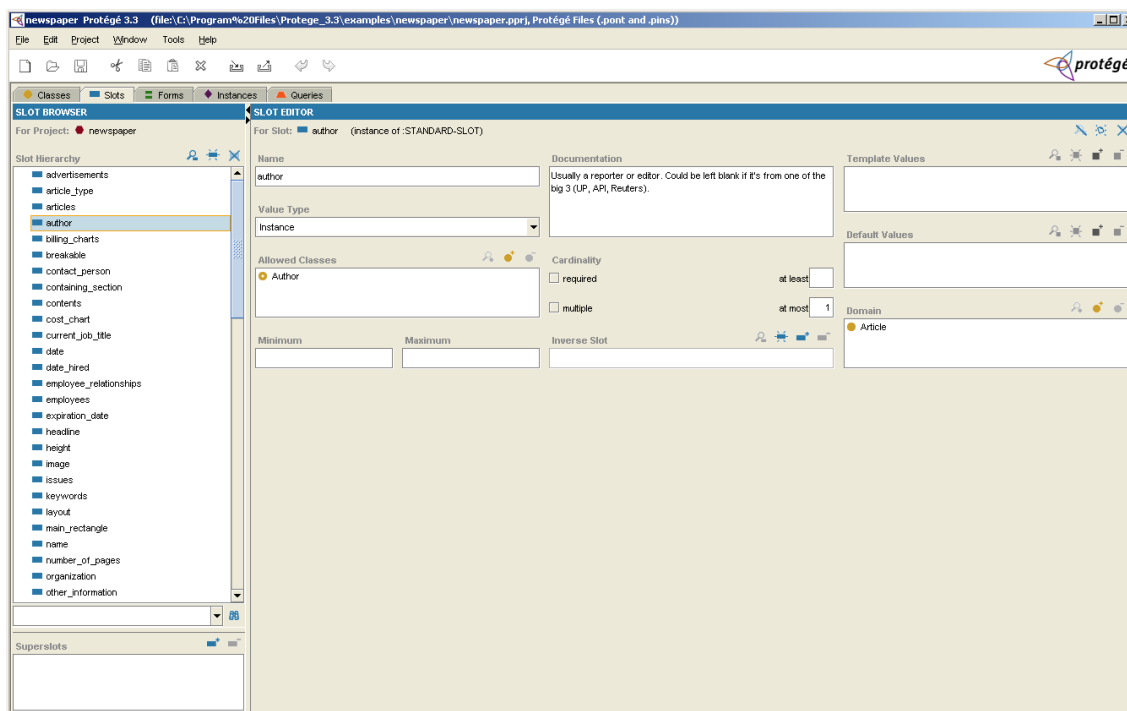 newspaper Protégé 3.3 (file:\C:\Program%20Files\Protege_3.3\examples\newspaper\newspaper.pprj, Protégé Files (.pont and .pins))
File Edit Project Window Tools Help
protégé
Classes Slots Forms Instances Queries
SLOT BROWSER
For Project: newspaper
Slot Hierarchy
advertisements
article_type
articles
author
billing_charts
breakable
contact_person
containing_section
contents
cost_chart
current_job_title
date
date_hired
employee_relationships
employees
expiration_date
headline
height
image
issues
keywords
layout
main_rectangle
name
number_of_pages
organization
other_information
Superslots
SLOT EDITOR
For Slot: author (instance of :STANDARD-SLOT)
Name
author
Value Type
Instance
Allowed Classes
Author
Minimum Maximum
Documentation
Usually a reporter or editor. Could be left blank if it's from one of the
big 3 (UP, API, Reuters).
Cardinality
required at least
multiple at most 1
Inverse Slot
Template Values
Default Values
Domain
Article